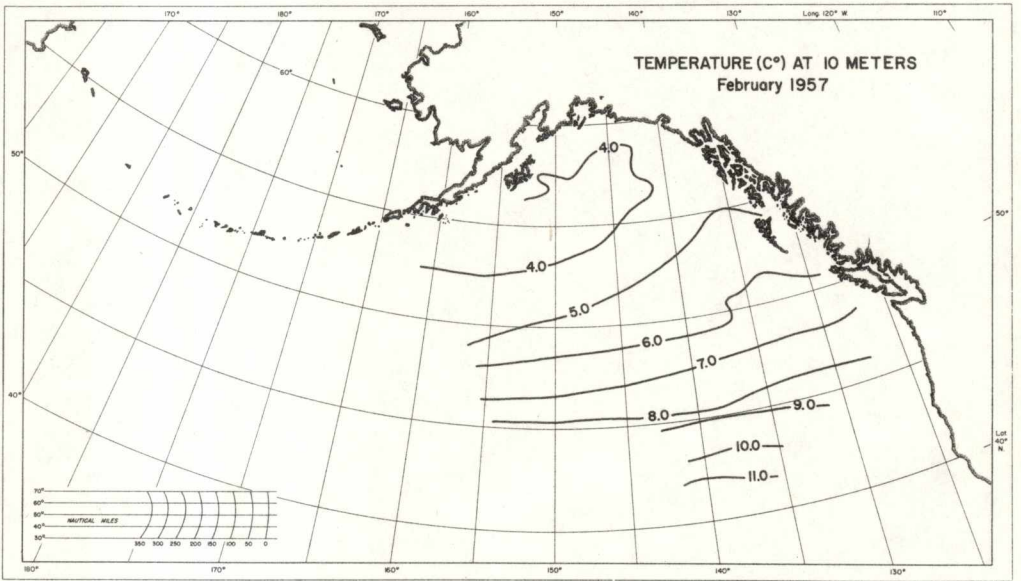 170° 180° 170° 160° 150° 140° 130° Long. 120° W. 110°
TEMPERATURE (C°) AT 10 METERS
February 1957
60°
50°
50°
4.0
4.0
5.0
6.0
7.0
8.0
9.0
10.0
11.0
40°
Lat
40°
N.
70°
60°
50°
40°
30°
NAUTICAL MILES
350 300 250 200 150 100 50 0
180° 170° 160° 150° 140° 130°